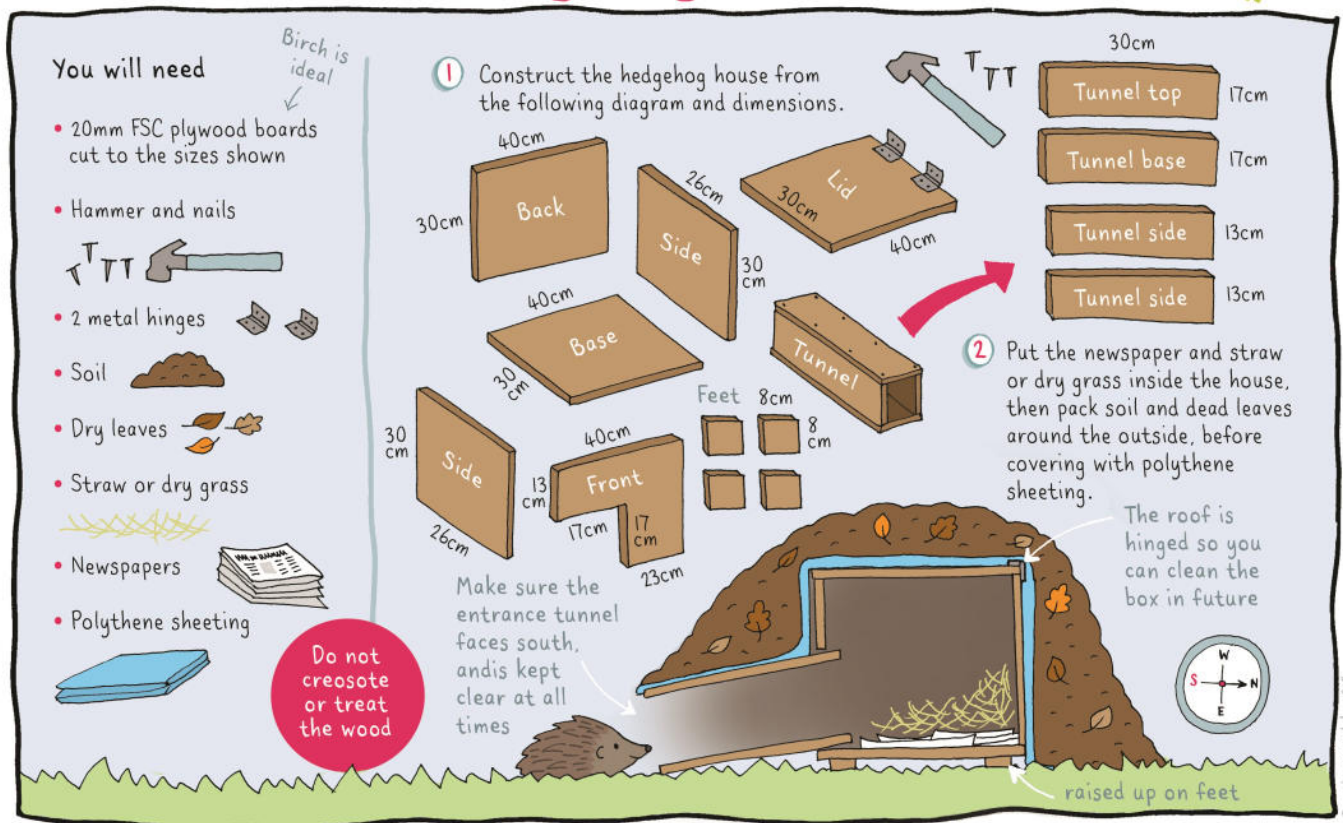 You will need
Birch is
ideal
• 20mm FSC plywood boards
cut to the sizes shown
• Hammer and nails
• 2 metal hinges
• Soil
• Dry leaves
• Straw or dry grass
• Newspapers
• Polythene sheeting
Do not
creosote
or treat
the wood
1 Construct the hedgehog house from
the following diagram and dimensions.
40cm
30cm
Back
26cm
Side
30
cm
Lid
30cm
40cm
40cm
Base
30
cm
Tunnel
30
cm
Side
26cm
40cm
Front
13
cm
17cm
17
cm
23cm
Feet
8cm
8
cm
30cm
Tunnel top
17cm
Tunnel base
17cm
Tunnel side
13cm
Tunnel side
13cm
2 Put the newspaper and straw
or dry grass inside the house,
then pack soil and dead leaves
around the outside, before
covering with polythene
sheeting.
The roof is
hinged so you
can clean the
box in future
Make sure the
entrance tunnel
faces south,
andis kept
clear at all
times
W
S
N
E
raised up on feet